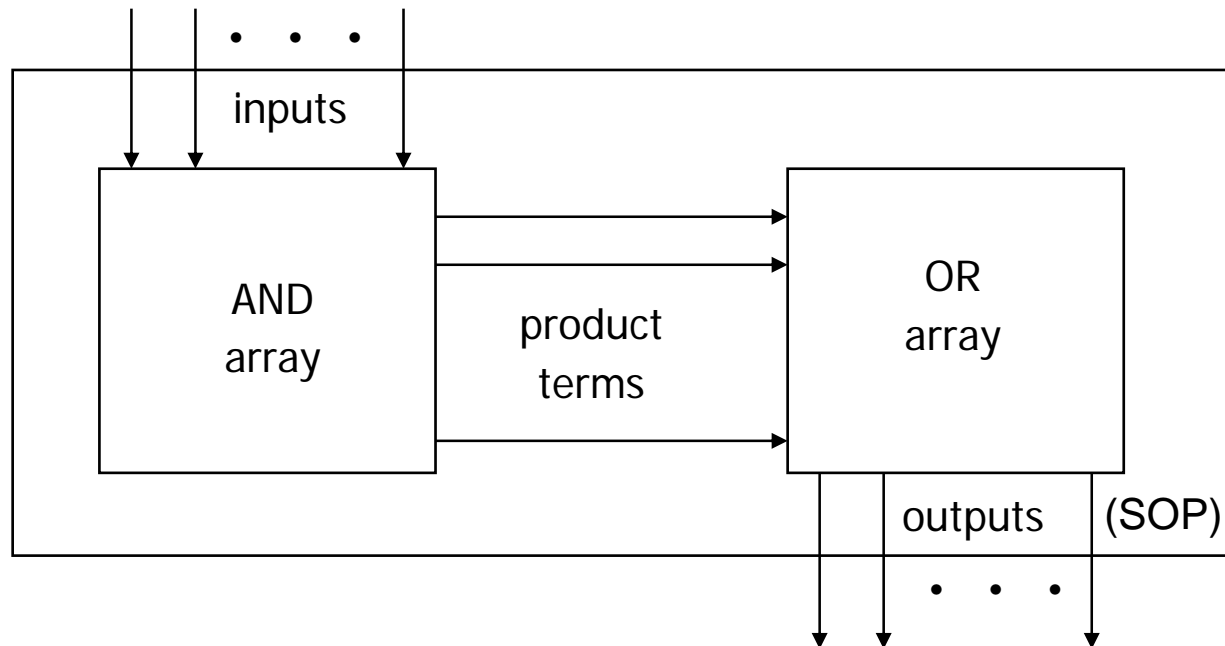 inputs
AND
array
product
terms
OR
array
outputs (SOP)